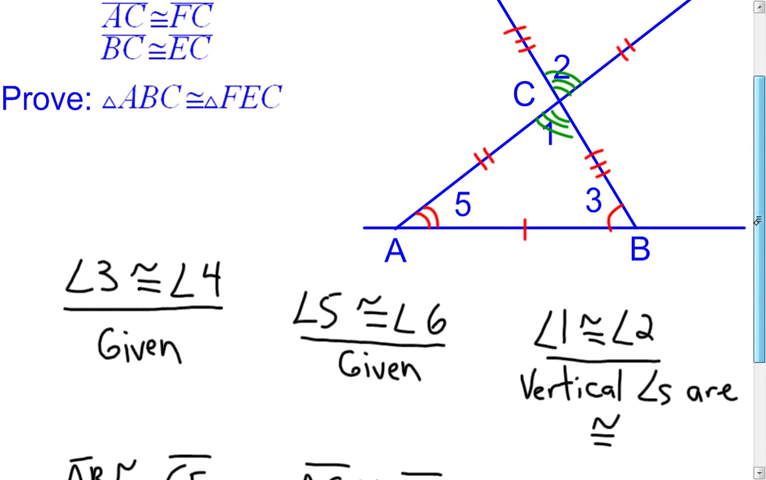 AC ≅ FC
BC ≅ EC
Prove: △ABC ≅ △FEC
2
C
1
5
3
A
B
∠3 ≅ ∠4
Given
∠5 ≅ ∠6
Given
∠1 ≅ ∠2
Vertical ∠s are
≅